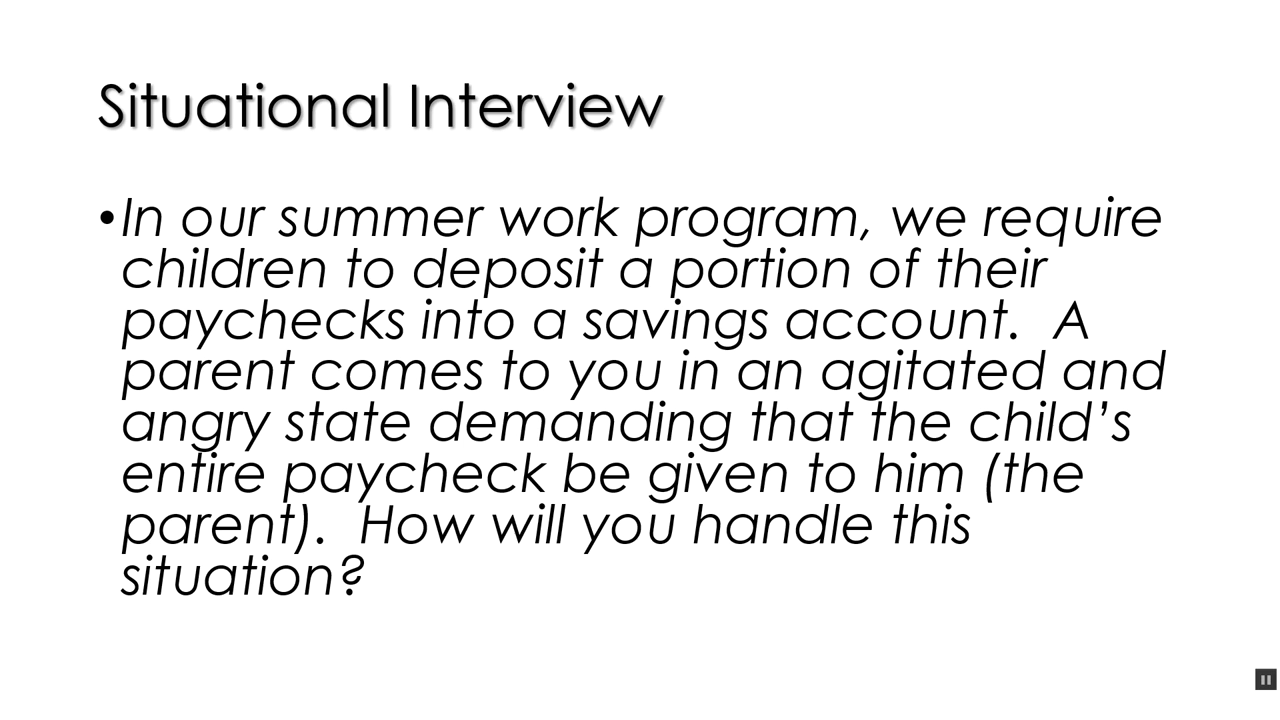 Situational Interview
•In our summer work program, we require
children to deposit a portion of their
paychecks into a savings account.  A
parent comes to you in an agitated and
angry state demanding that the child’s
entire paycheck be given to him (the
parent).  How will you handle this
situation?